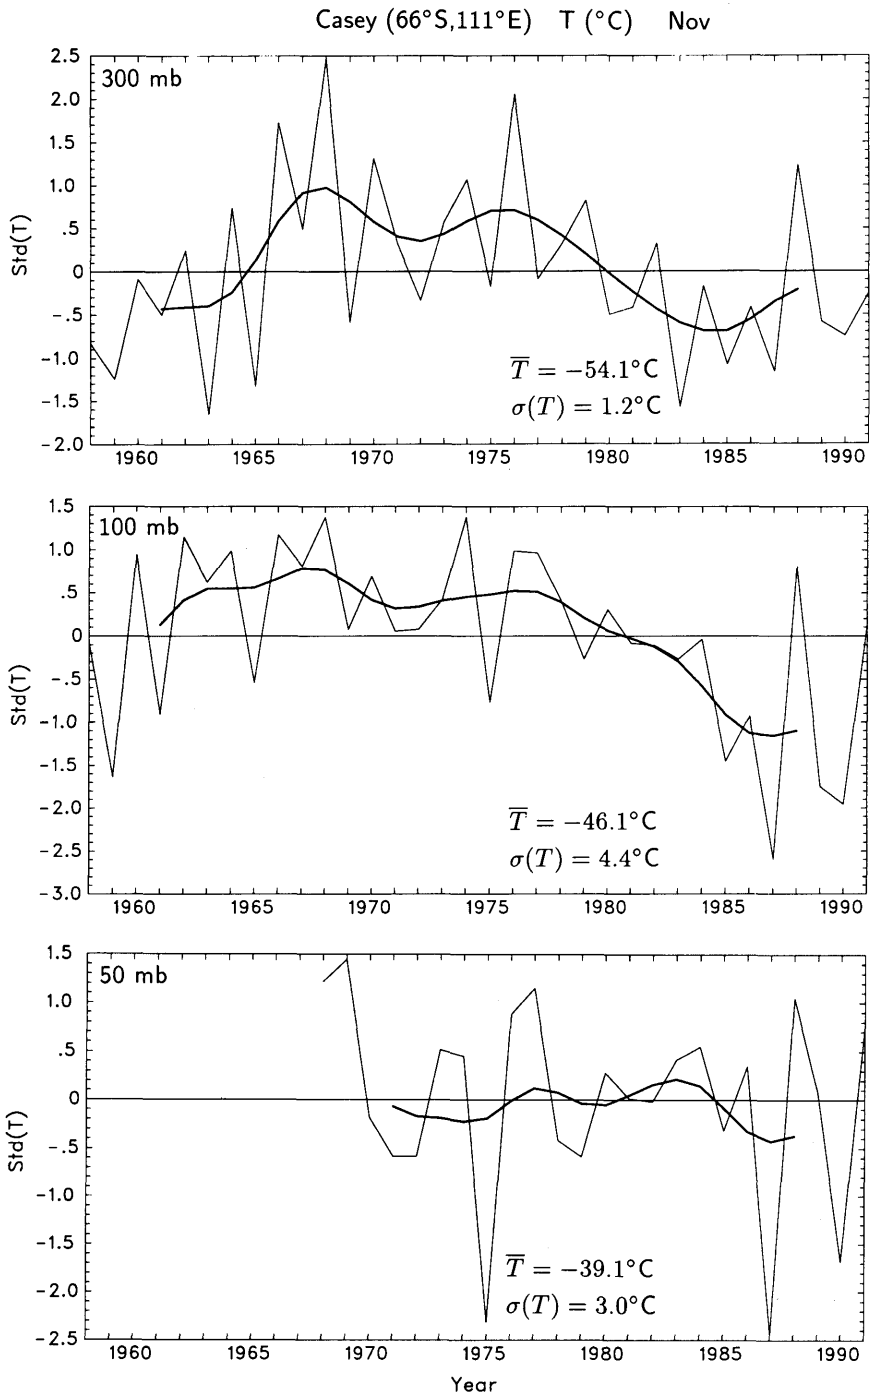 Casey (66°S,111°E) T (°C) Nov
300 mb
2.5
2.0
1.5
1.0
.5
0
-.5
-1.0
-1.5
-2.0
Std(T)
T̅ = −54.1°C
σ(T) = 1.2°C
1960 1965 1970 1975 1980 1985 1990
100 mb
1.5
1.0
.5
0
-.5
-1.0
-1.5
-2.0
-2.5
-3.0
Std(T)
T̅ = −46.1°C
σ(T) = 4.4°C
1960 1965 1970 1975 1980 1985 1990
50 mb
1.5
1.0
.5
0
-.5
-1.0
-1.5
-2.0
-2.5
Std(T)
T̅ = −39.1°C
σ(T) = 3.0°C
1960 1965 1970 1975 1980 1985 1990
Year